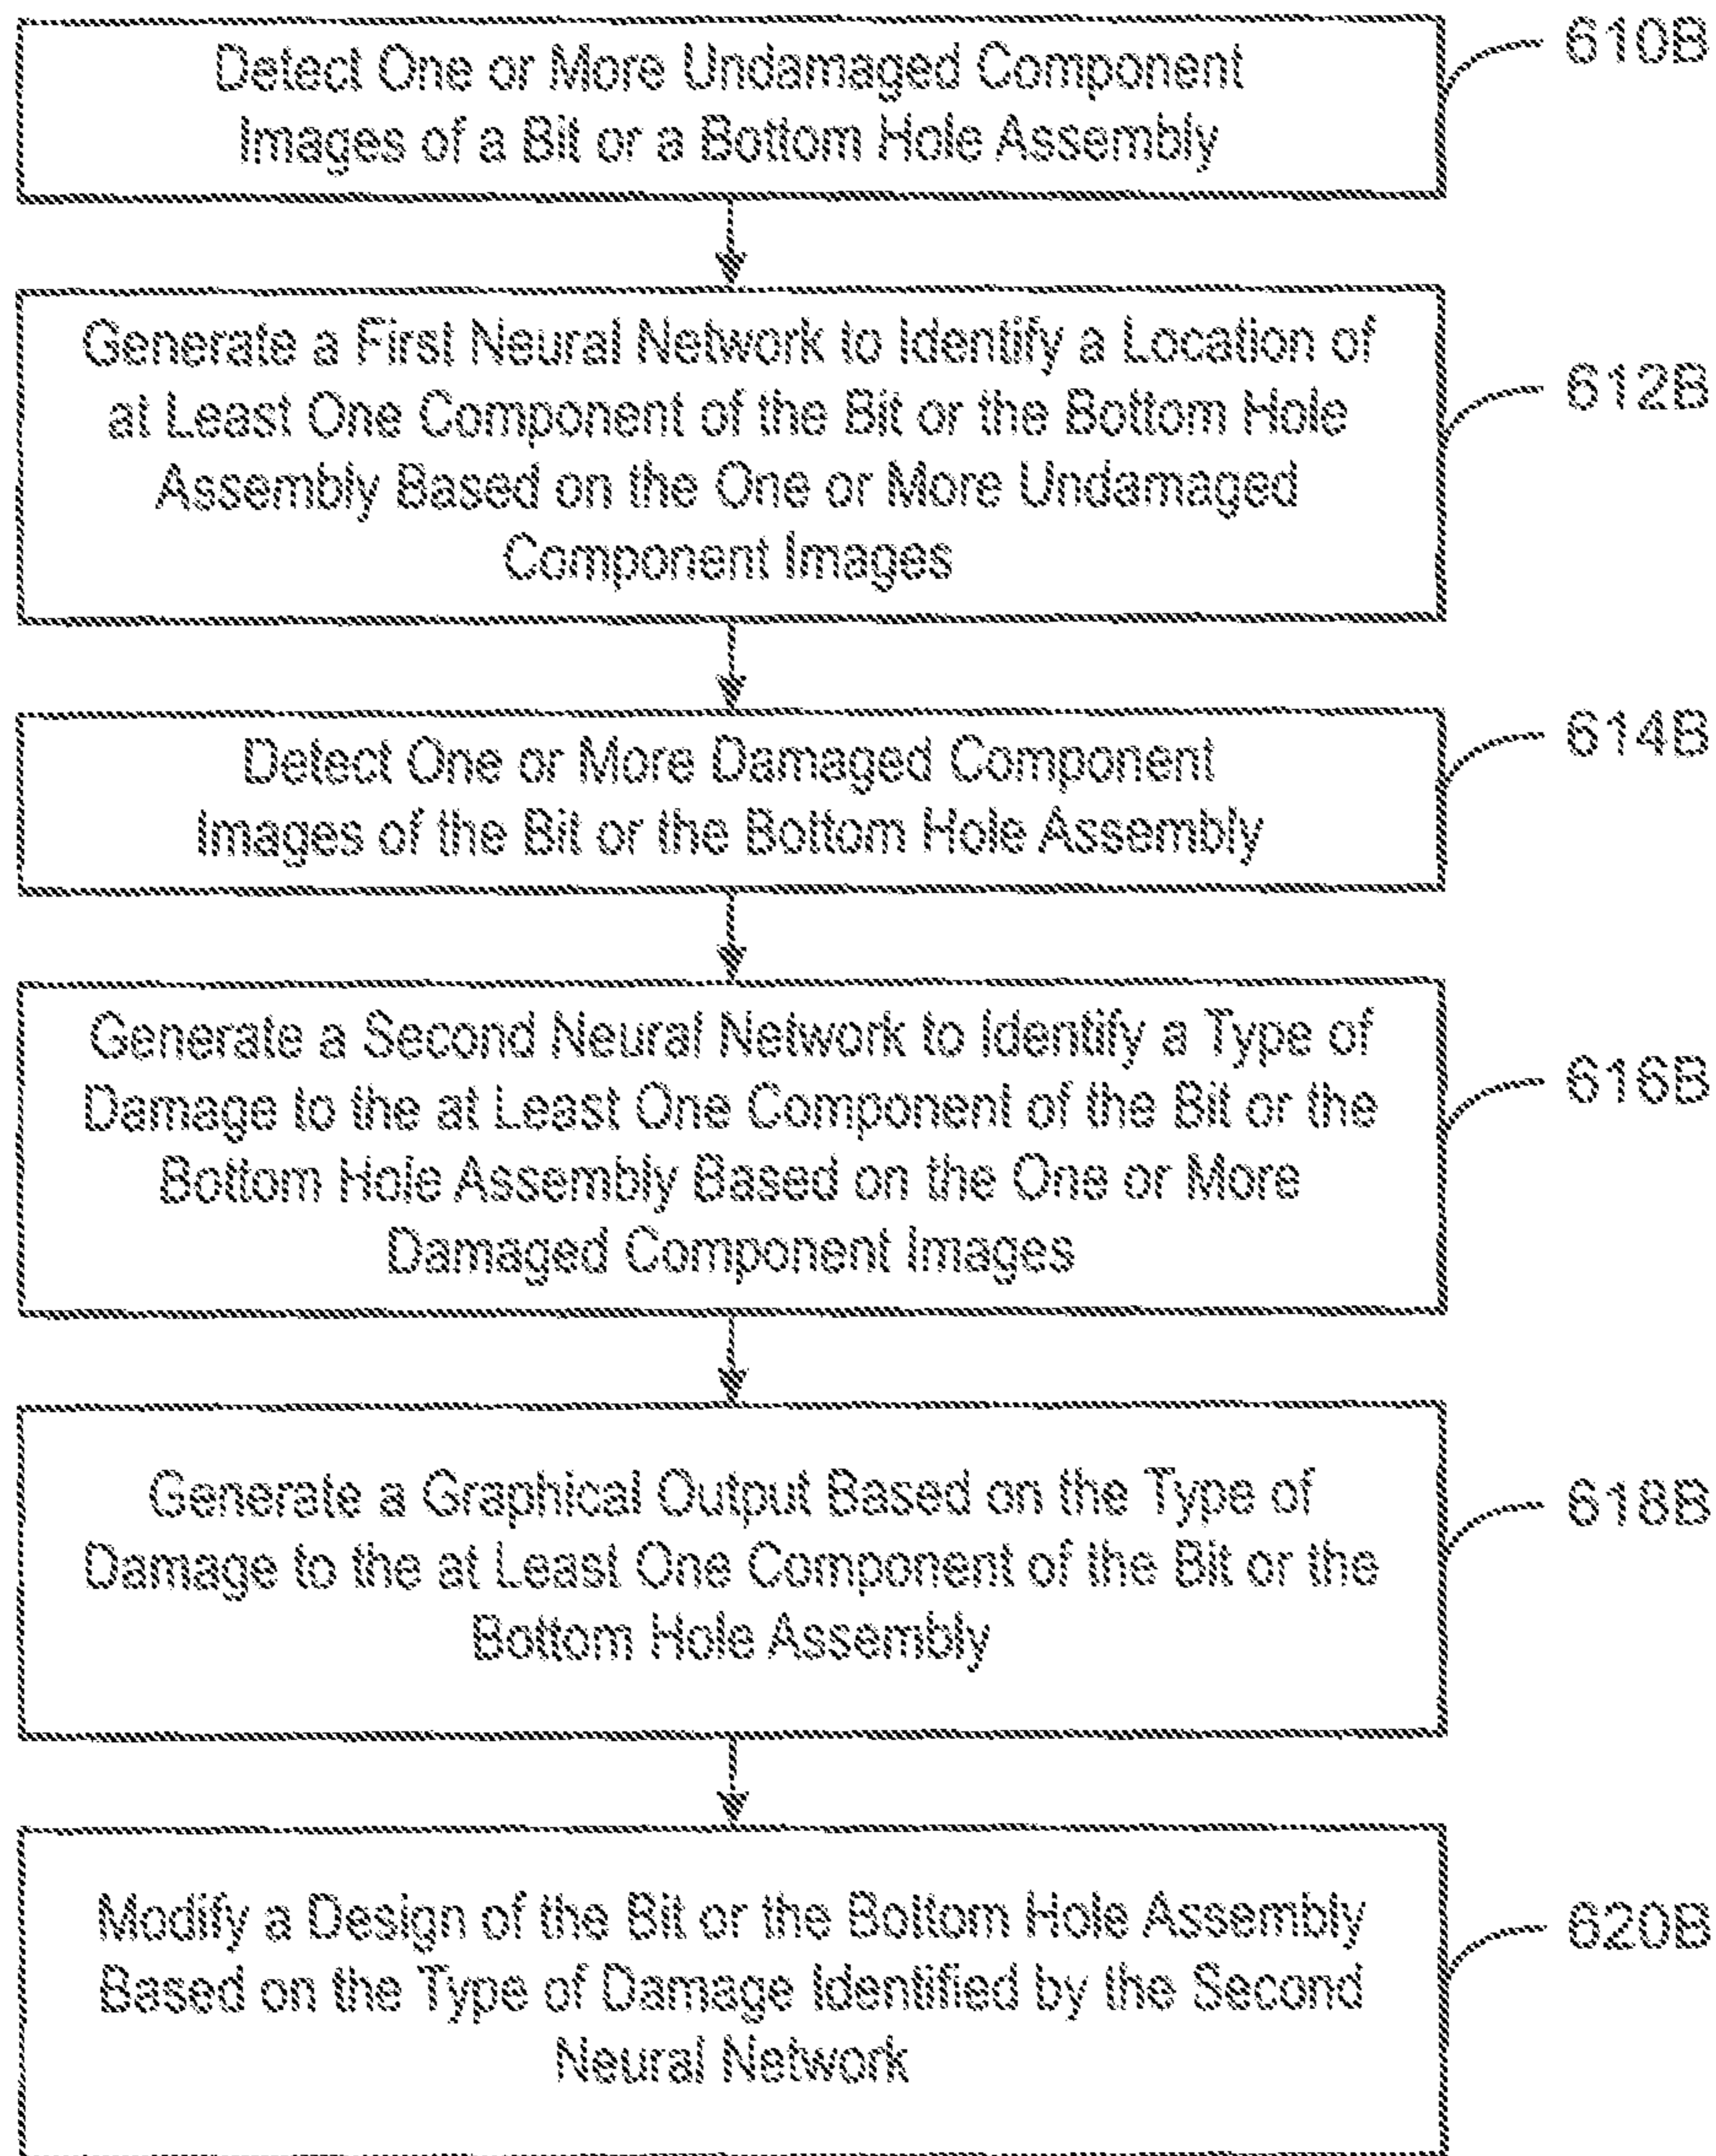 Detect One or More Undamaged Component
Images of a Bit or a Bottom Hole Assembly
610B
Generate a First Neural Network to Identify a Location of
at Least One Component of the Bit or the Bottom Hole
Assembly Based on the One or More Undamaged
Component Images
612B
Detect One or More Damaged Component
Images of the Bit or the Bottom Hole Assembly
614B
Generate a Second Neural Network to Identify a Type of
Damage to the at Least One Component of the Bit or the
Bottom Hole Assembly Based on the One or More
Damaged Component Images
616B
Generate a Graphical Output Based on the Type of
Damage to the at Least One Component of the Bit or the
Bottom Hole Assembly
618B
Modify a Design of the Bit or the Bottom Hole Assembly
Based on the Type of Damage Identified by the Second
Neural Network
620B